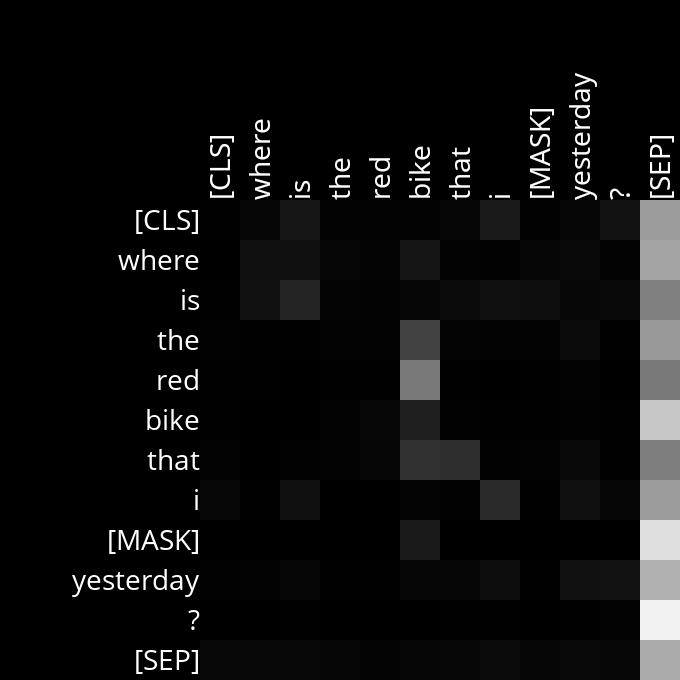 [CLS] where is the red bike that i [MASK] yesterday ? [SEP]
[CLS]
where
is
the
red
bike
that
i
[MASK]
yesterday
?
[SEP]